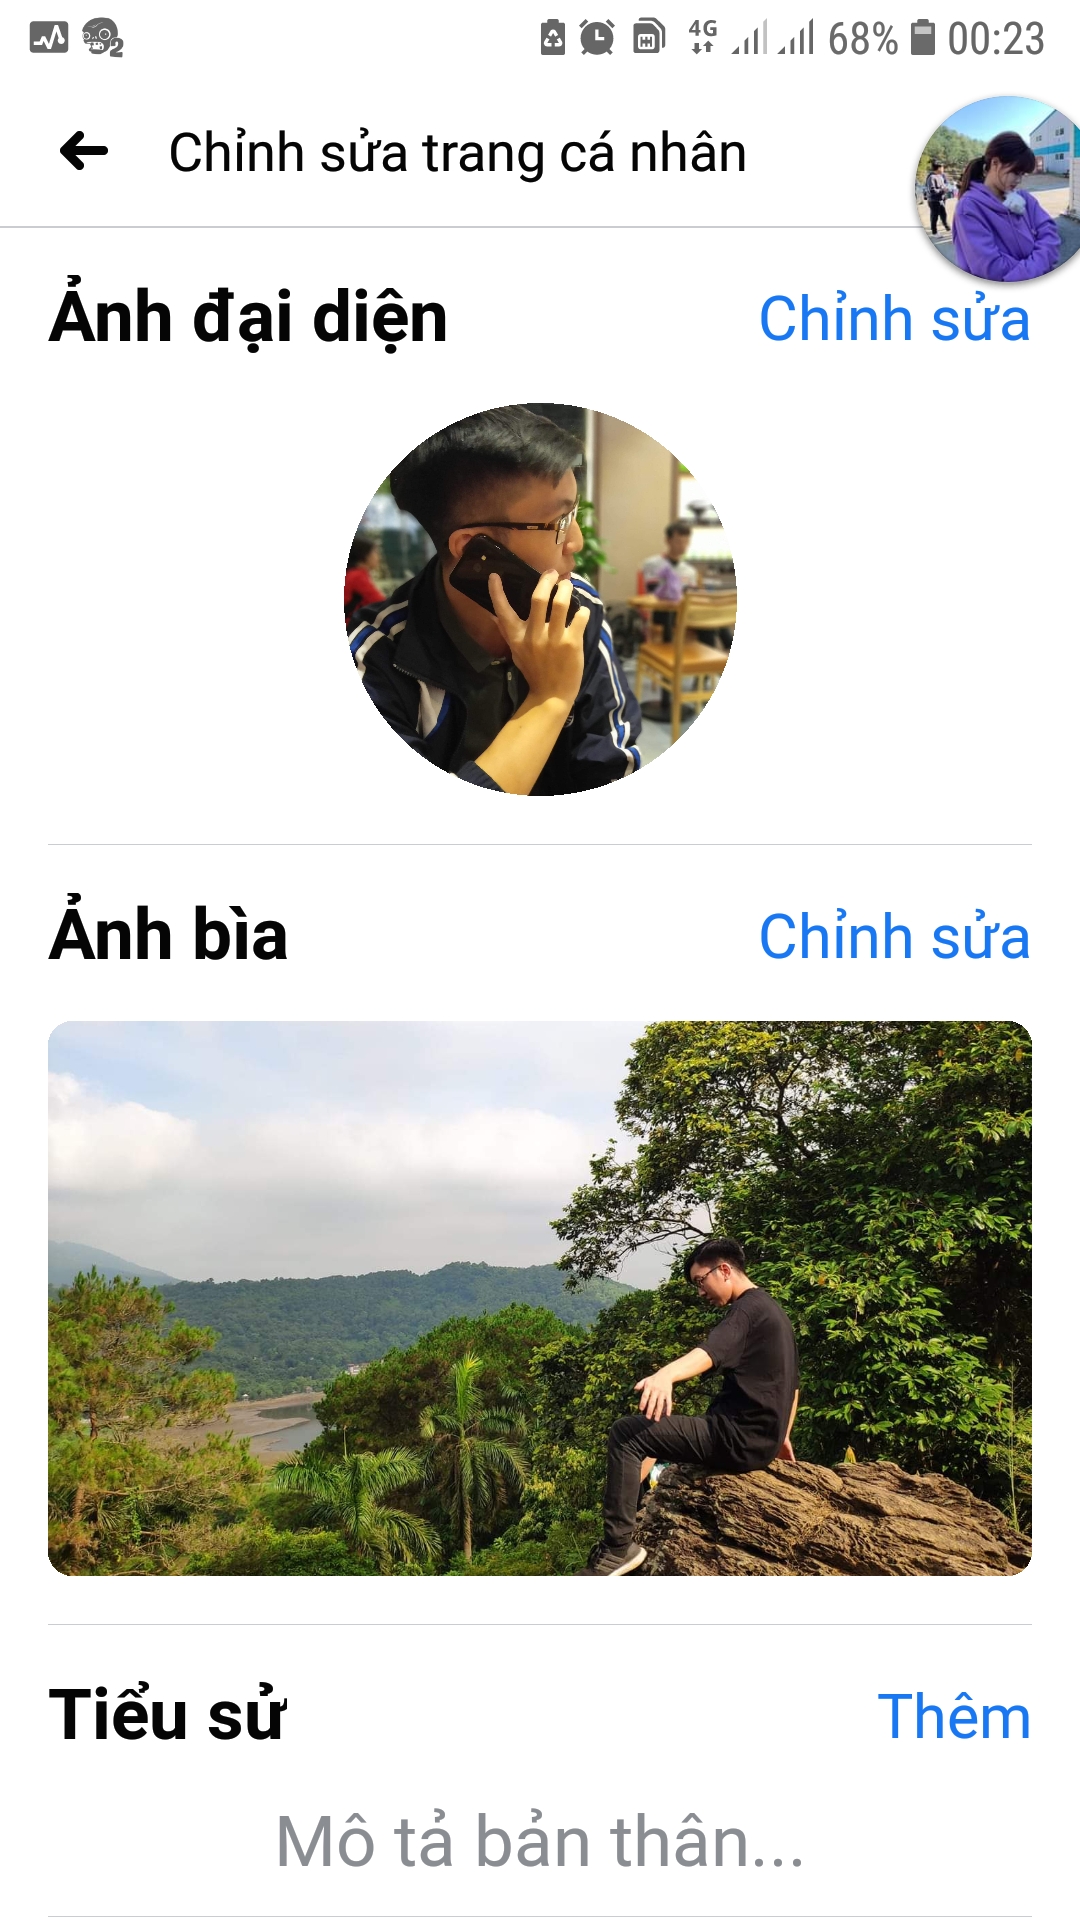 2 4G 68% 00:23
Chỉnh sửa trang cá nhân
Ảnh đại diện Chỉnh sửa
Ảnh bìa Chỉnh sửa
Tiểu sử Thêm
Mô tả bản thân...